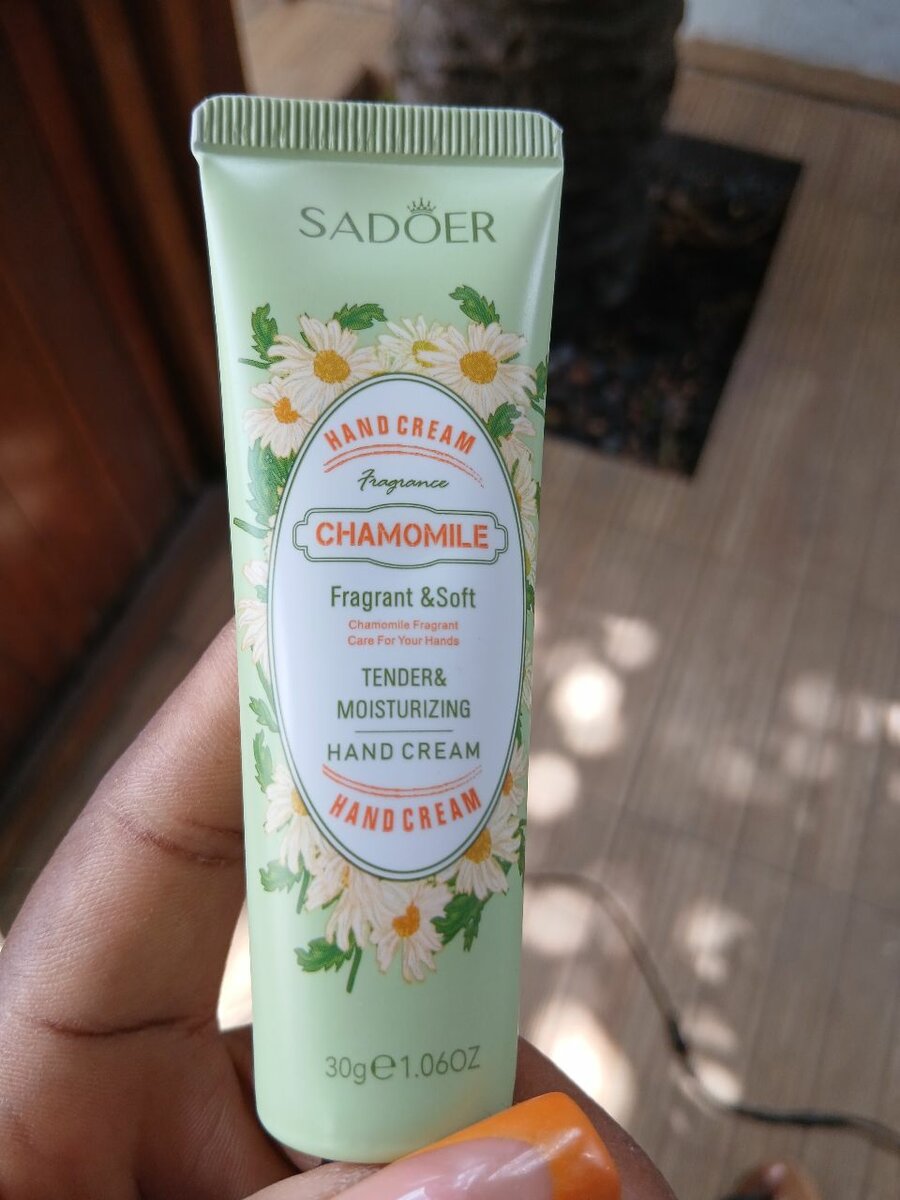 SADOER
HAND CREAM
Fragrance
CHAMOMILE
Fragrant &Soft
Chamomile Fragrant
Care For Your Hands
TENDER&
MOISTURIZING
HAND CREAM
HAND CREAM
30g℮1.06OZ